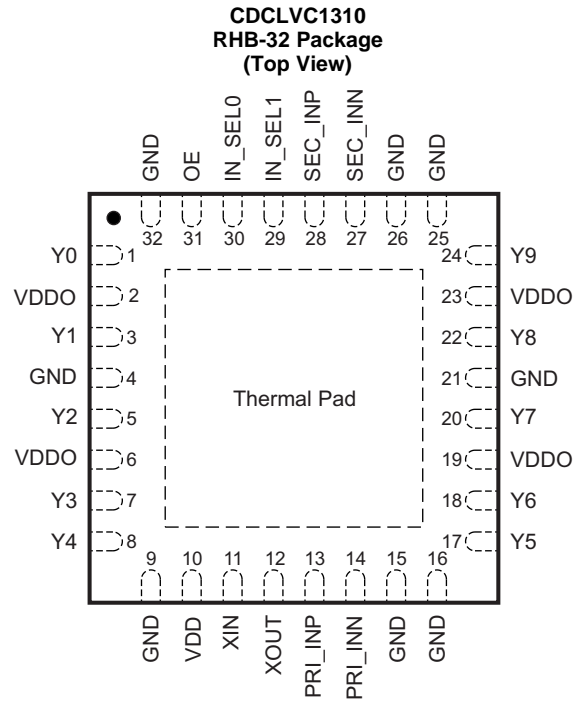 CDCLVC1310
RHB-32 Package
(Top View)
GND
OE
IN_SEL0
IN_SEL1
SEC_INP
SEC_INN
GND
GND
32
31
30
29
28
27
26
25
Y0 1
VDDO 2
Y1 3
GND 4
Y2 5
VDDO 6
Y3 7
Y4 8
Thermal Pad
24 Y9
23 VDDO
22 Y8
21 GND
20 Y7
19 VDDO
18 Y6
17 Y5
9
10
11
12
13
14
15
16
GND
VDD
XIN
XOUT
PRI_INP
PRI_INN
GND
GND